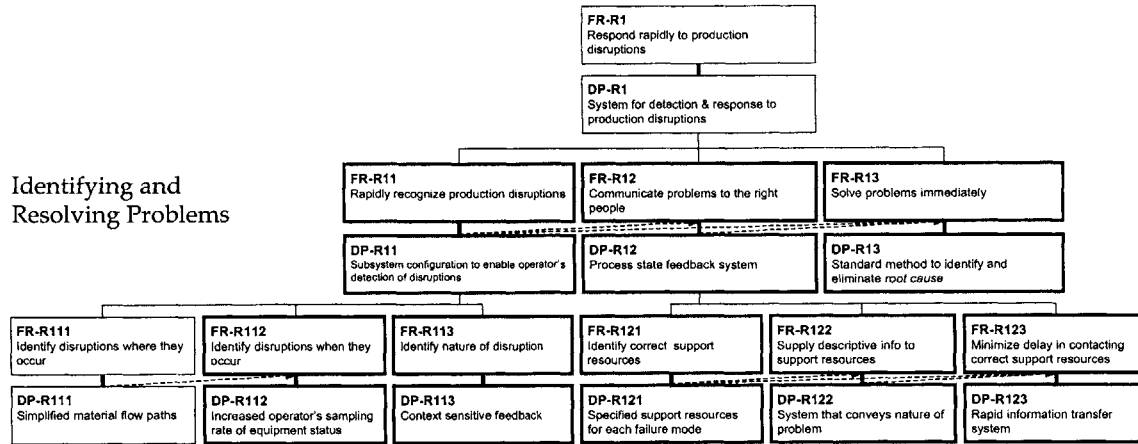 FR-R1
Respond rapidly to production
disruptions
DP-R1
System for detection & response to
production disruptions
Identifying and
Resolving Problems
FR-R11
Rapidly recognize production disruptions
FR-R12
Communicate problems to the right
people
FR-R13
Solve problems immediately
DP-R11
Subsystem configuration to enable operator's
detection of disruptions
DP-R12
Process state feedback system
DP-R13
Standard method to identify and
eliminate root cause
FR-R111
Identify disruptions where they
occur
FR-R112
Identify disruptions when they
occur
FR-R113
Identify nature of disruption
FR-R121
Identify correct support
resources
FR-R122
Supply descriptive info to
support resources
FR-R123
Minimize delay in contacting
correct support resources
DP-R111
Simplified material flow paths
DP-R112
Increased operator's sampling
rate of equipment status
DP-R113
Context sensitive feedback
DP-R121
Specified support resources
for each failure mode
DP-R122
System that conveys nature of
problem
DP-R123
Rapid information transfer
system